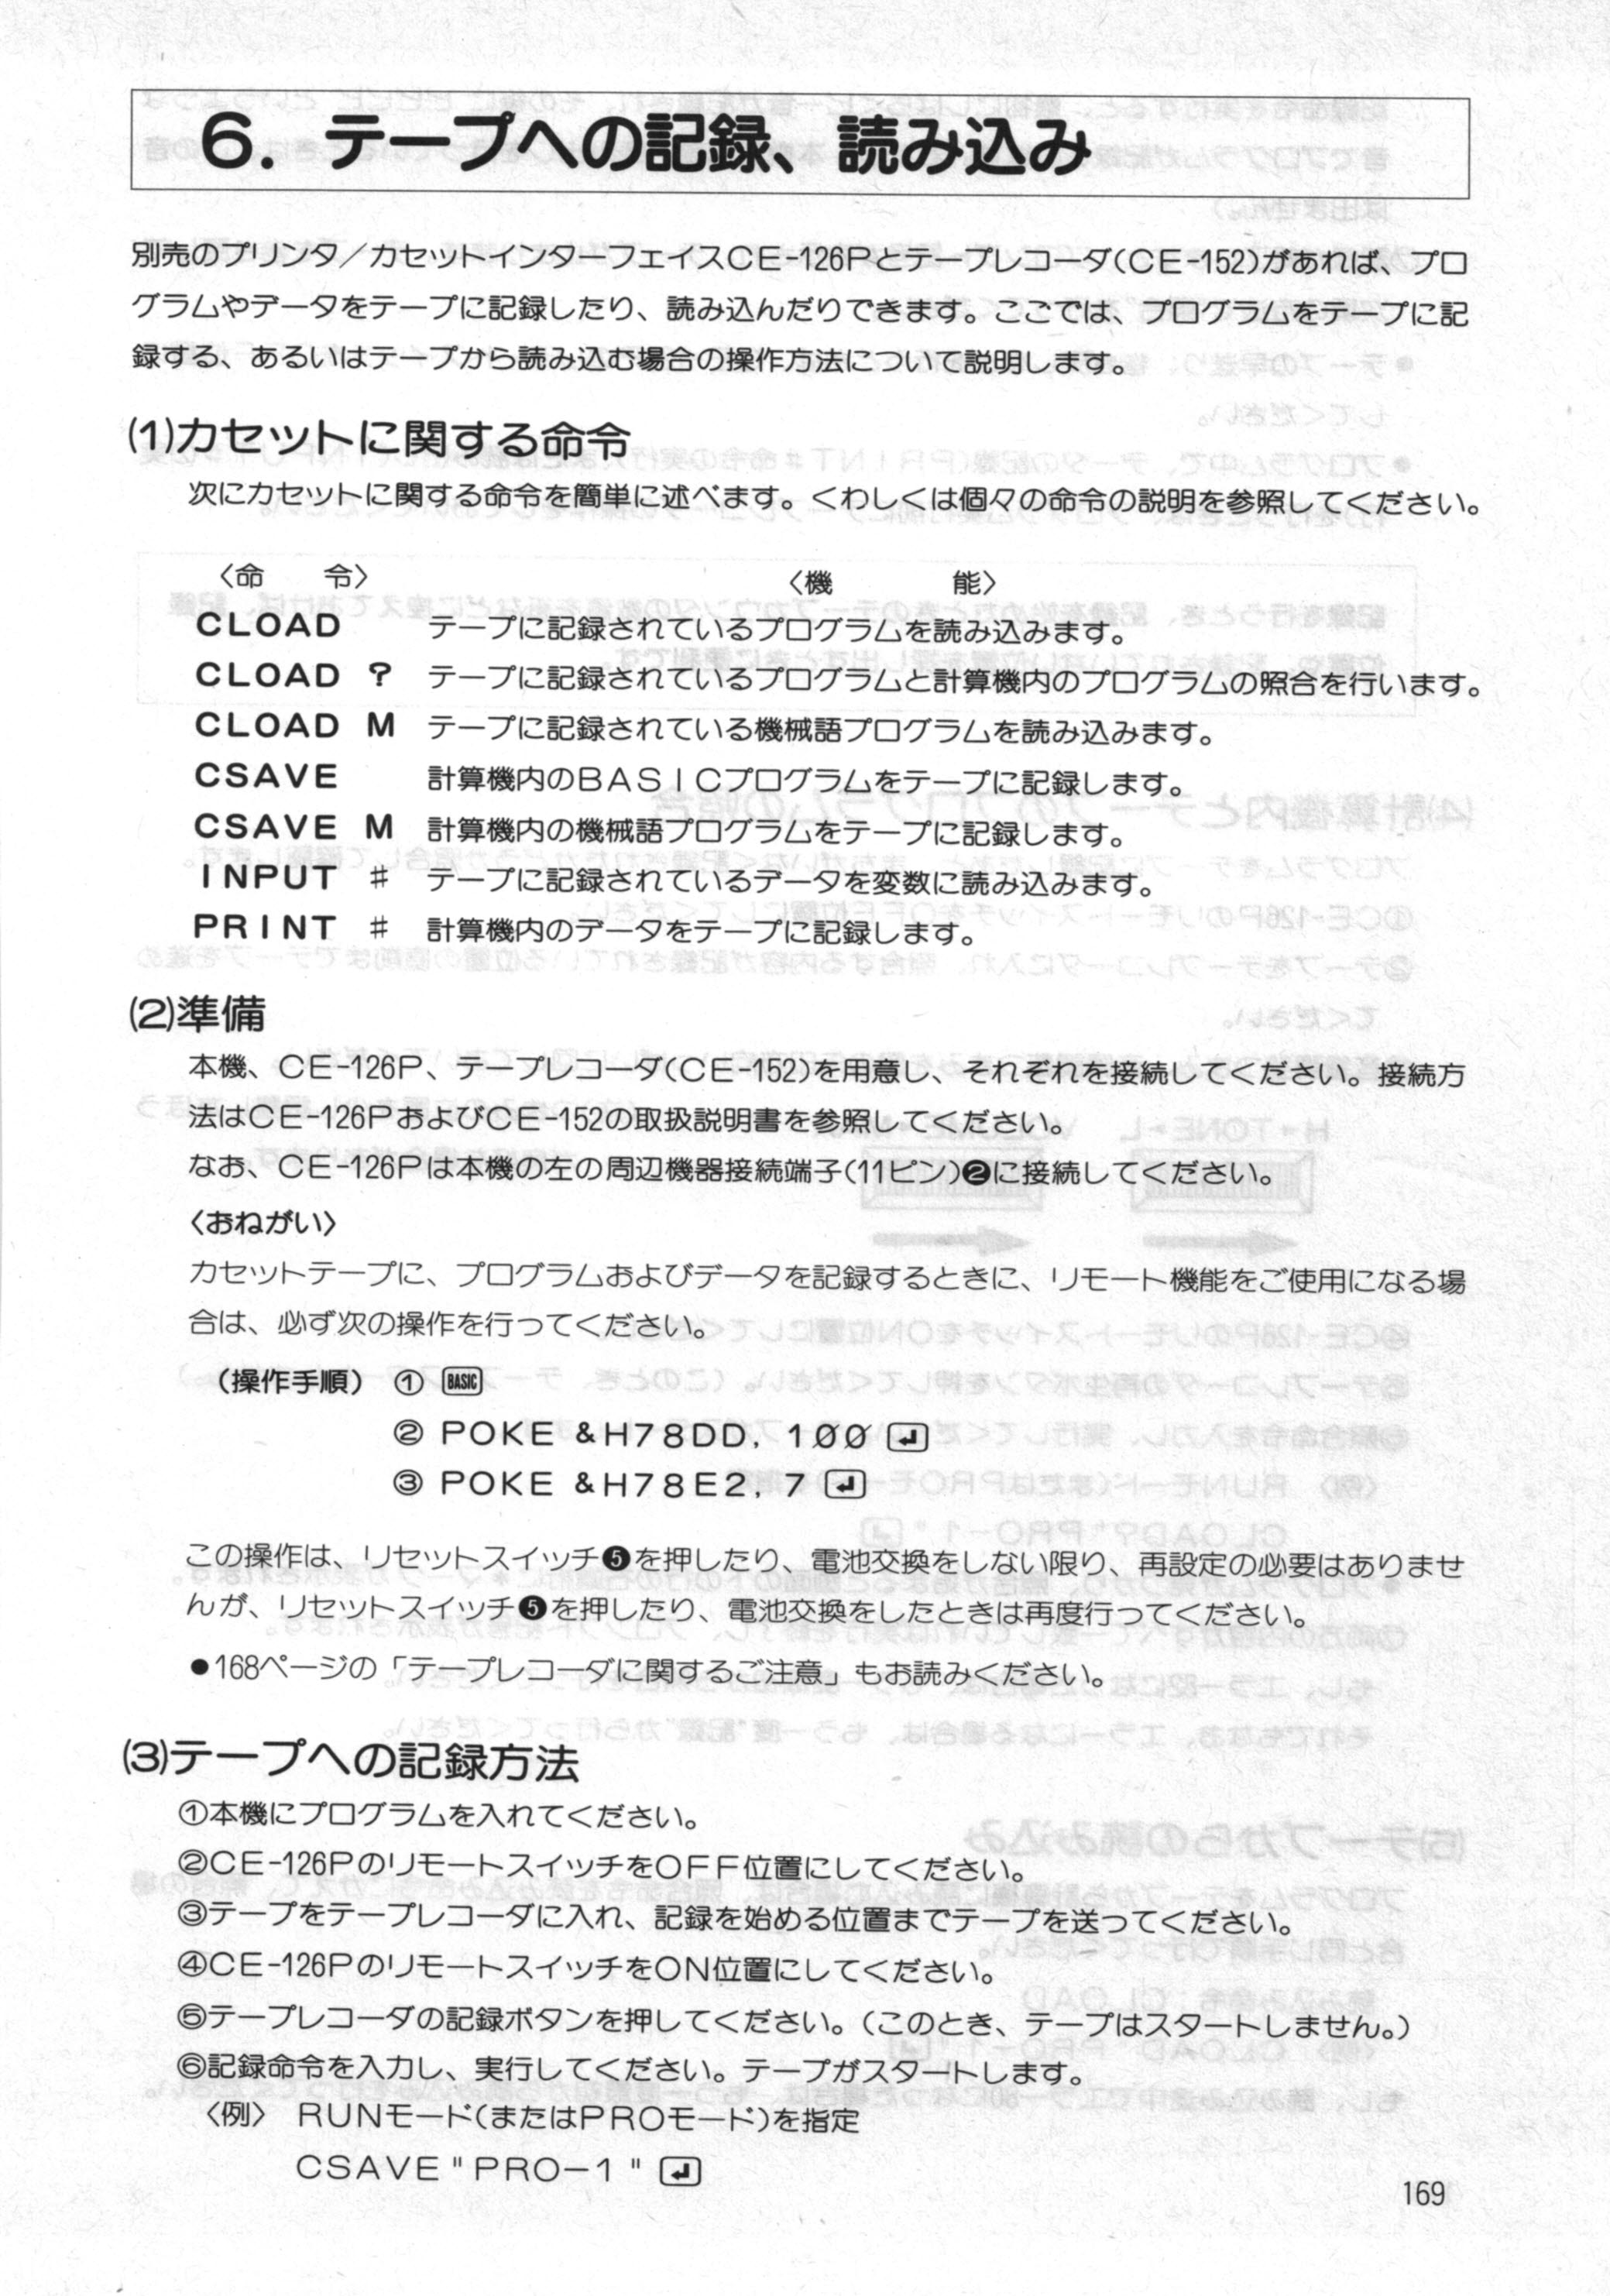 6. テープへの記録、読み込み
別売のプリンタ／カセットインターフェイスCE-126Pとテープレコーダ(CE-152)があれば、プロ
グラムやデータをテープに記録したり、読み込んだりできます。ここでは、プログラムをテープに記
録する、あるいはテープから読み込む場合の操作方法について説明します。
(1)カセットに関する命令
次にカセットに関する命令を簡単に述べます。くわしくは個々の命令の説明を参照してください。
〈命　　令〉　〈機　　　　能〉
CLOAD　テープに記録されているプログラムを読み込みます。
CLOAD ?　テープに記録されているプログラムと計算機内のプログラムの照合を行います。
CLOAD M　テープに記録されている機械語プログラムを読み込みます。
CSAVE　計算機内のBASICプログラムをテープに記録します。
CSAVE M　計算機内の機械語プログラムをテープに記録します。
INPUT #　テープに記録されているデータを変数に読み込みます。
PRINT #　計算機内のデータをテープに記録します。
(2)準備
本機、CE-126P、テープレコーダ(CE-152)を用意し、それぞれを接続してください。接続方
法はCE-126PおよびCE-152の取扱説明書を参照してください。
なお、CE-126Pは本機の左の周辺機器接続端子(11ピン)❷に接続してください。
〈おねがい〉
カセットテープに、プログラムおよびデータを記録するときに、リモート機能をご使用になる場
合は、必ず次の操作を行ってください。
（操作手順）　① BASIC
② POKE &H78DD, 100 ↵
③ POKE &H78E2, 7 ↵
この操作は、リセットスイッチ❺を押したり、電池交換をしない限り、再設定の必要はありませ
んが、リセットスイッチ❺を押したり、電池交換をしたときは再度行ってください。
●168ページの「テープレコーダに関するご注意」もお読みください。
(3)テープへの記録方法
①本機にプログラムを入れてください。
②CE-126PのリモートスイッチをOFF位置にしてください。
③テープをテープレコーダに入れ、記録を始める位置までテープを送ってください。
④CE-126PのリモートスイッチをON位置にしてください。
⑤テープレコーダの記録ボタンを押してください。（このとき、テープはスタートしません。）
⑥記録命令を入力し、実行してください。テープがスタートします。
〈例〉　RUNモード(またはPROモード)を指定
CSAVE"PRO－1" ↵
169